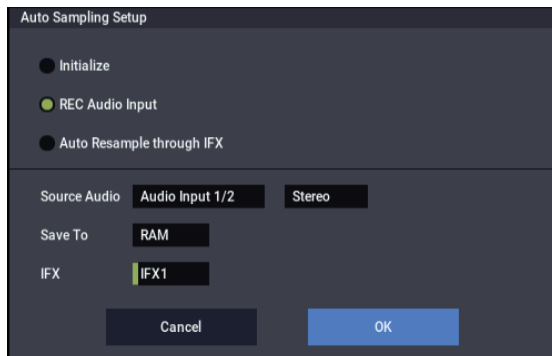 Auto Sampling Setup
Initialize
REC Audio Input
Auto Resample through IFX
Source Audio Audio Input 1/2 Stereo
Save To RAM
IFX IFX1
Cancel OK